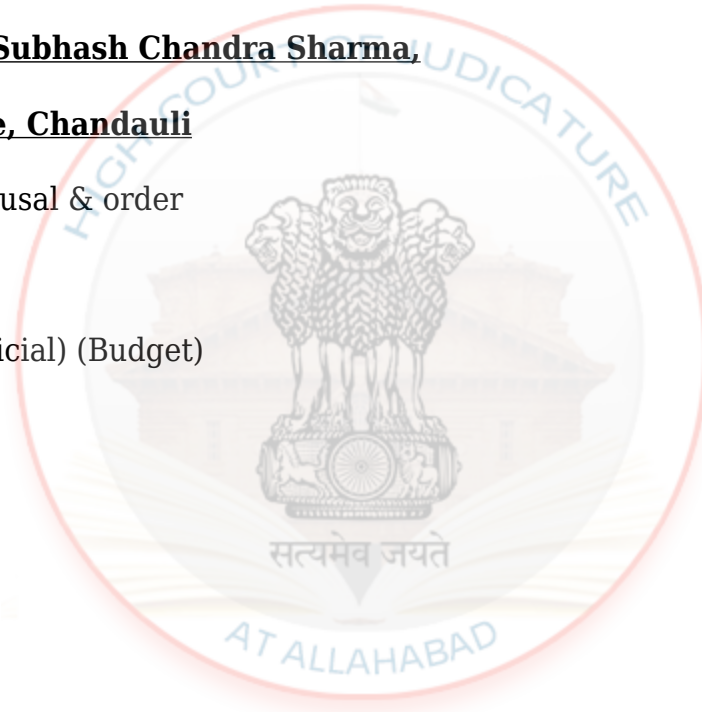 Subhash Chandra Sharma,
e, Chandauli
usal & order
icial) (Budget)
HIGH COURT OF JUDICATURE
सत्यमेव जयते
AT ALLAHABAD